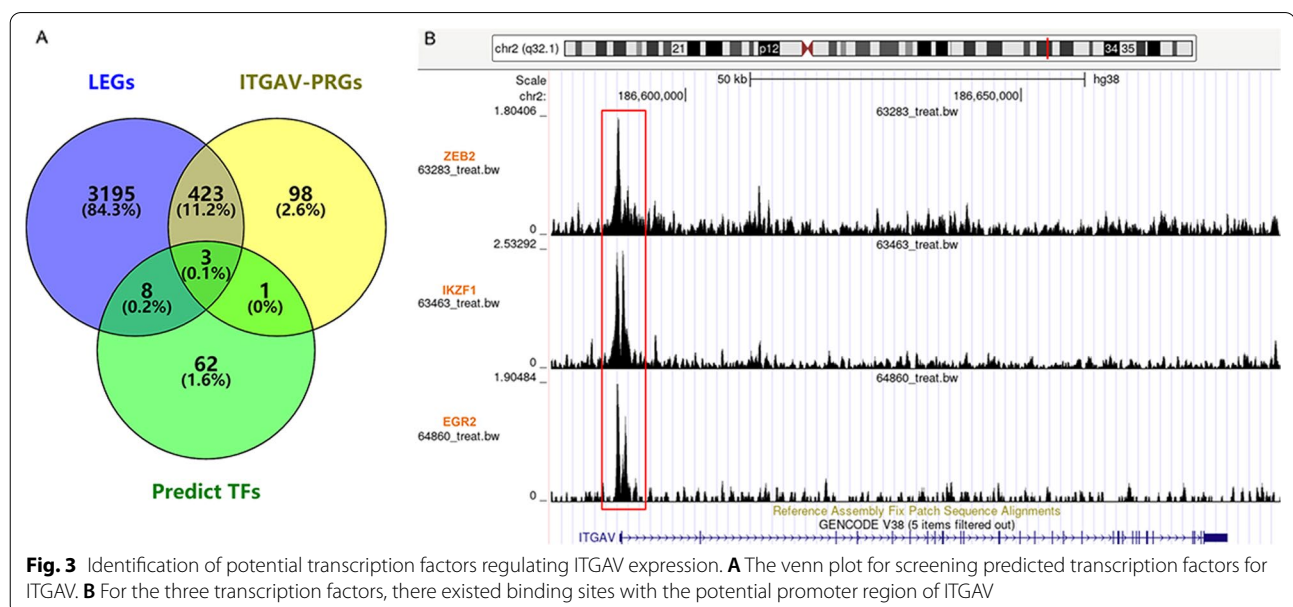 A
LEGs
ITGAV-PRGs
3195
(84.3%)
423
(11.2%)
98
(2.6%)
3
(0.1%)
8
(0.2%)
1
(0%)
62
(1.6%)
Predict TFs
B
chr2 (q32.1)
21
p12
34
35
Scale
50 kb
hg38
chr2:
186,600,000
186,650,000
1.80406 _
63283_treat.bw
ZEB2
63283_treat.bw
0 _
2.53292 _
63463_treat.bw
IKZF1
63463_treat.bw
0 _
1.90484 _
64860_treat.bw
EGR2
64860_treat.bw
0 _
Reference Assembly Fix Patch Sequence Alignments
GENCODE V38 (5 items filtered out)
ITGAV
Fig. 3 Identification of potential transcription factors regulating ITGAV expression. A The venn plot for screening predicted transcription factors for
ITGAV. B For the three transcription factors, there existed binding sites with the potential promoter region of ITGAV